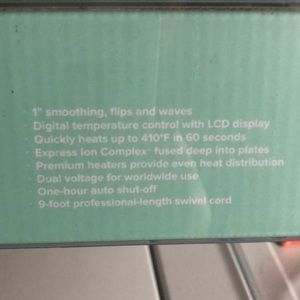 1" smoothing, flips and waves
· Digital temperature control with LCD display
· Quickly heats up to 410°F in 60 seconds
· Express Ion Complex™ fused deep into plates
· Premium heaters provide even heat distribution
· Dual voltage for worldwide use
· One-hour auto shut-off
· 9-foot professional-length swivel cord